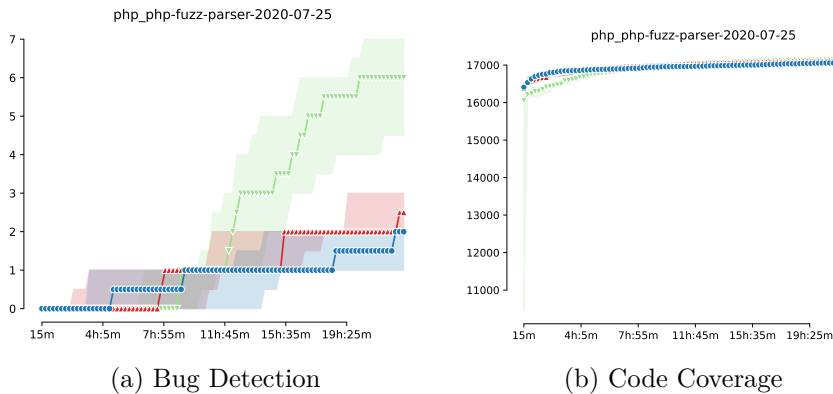 php_php-fuzz-parser-2020-07-25
7
6
5
4
3
2
1
0
15m 4h:5m 7h:55m 11h:45m 15h:35m 19h:25m
(a) Bug Detection
php_php-fuzz-parser-2020-07-25
17000
16000
15000
14000
13000
12000
11000
15m 4h:5m 7h:55m 11h:45m 15h:35m 19h:25m
(b) Code Coverage